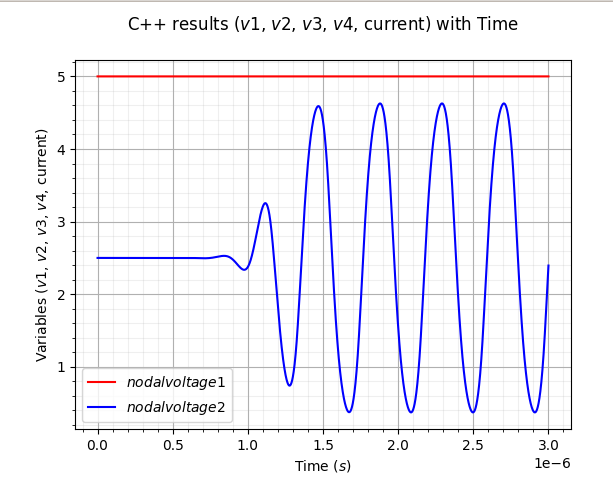 C++ results (v1, v2, v3, v4, current) with Time
Variables (v1, v2, v3, v4, current)
5
4
3
2
1
nodalvoltage1
nodalvoltage2
0.0 0.5 1.0 1.5 2.0 2.5 3.0
1e−6
Time (s)